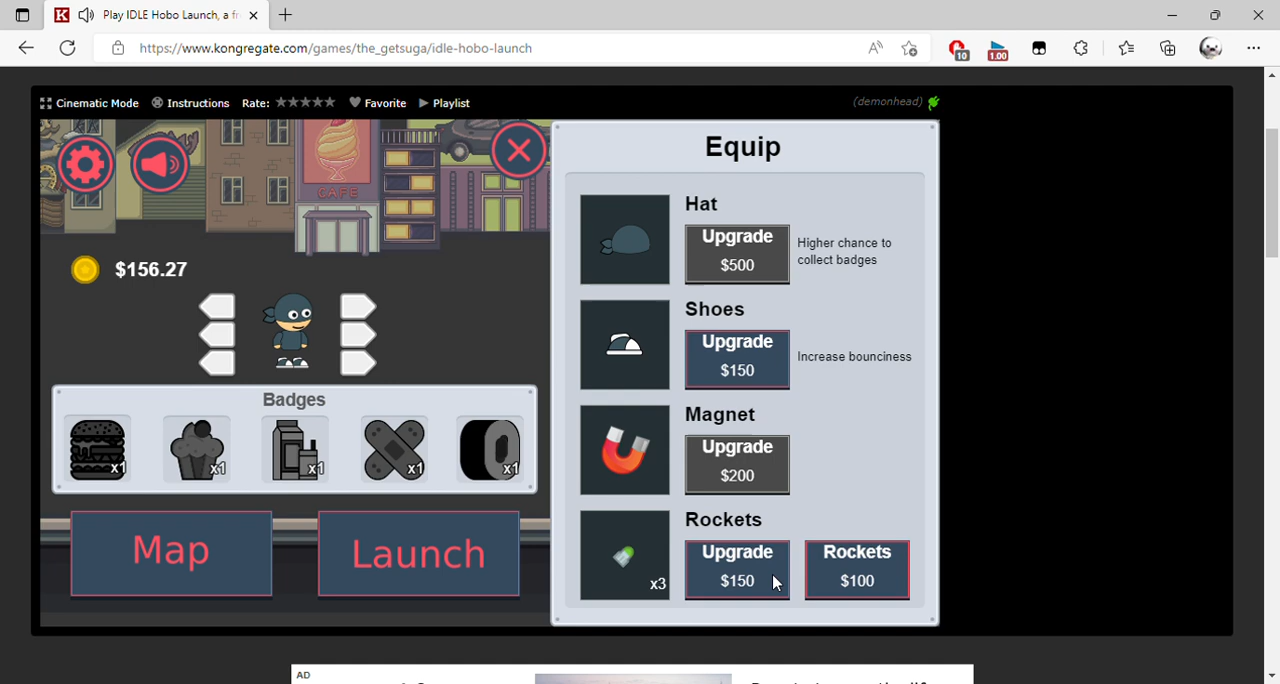 Play IDLE Hobo Launch, a fr
https://www.kongregate.com/games/the_getsuga/idle-hobo-launch
10
1.00
Cinematic Mode Instructions Rate: Favorite Playlist (demonhead)
CAFE
$156.27
Badges
x1 x1 x1 x1 x1
Map Launch
Equip
Hat
Upgrade
$500
Higher chance to
collect badges
Shoes
Upgrade
$150
Increase bounciness
Magnet
Upgrade
$200
Rockets
x3
Upgrade
$150
Rockets
$100
AD